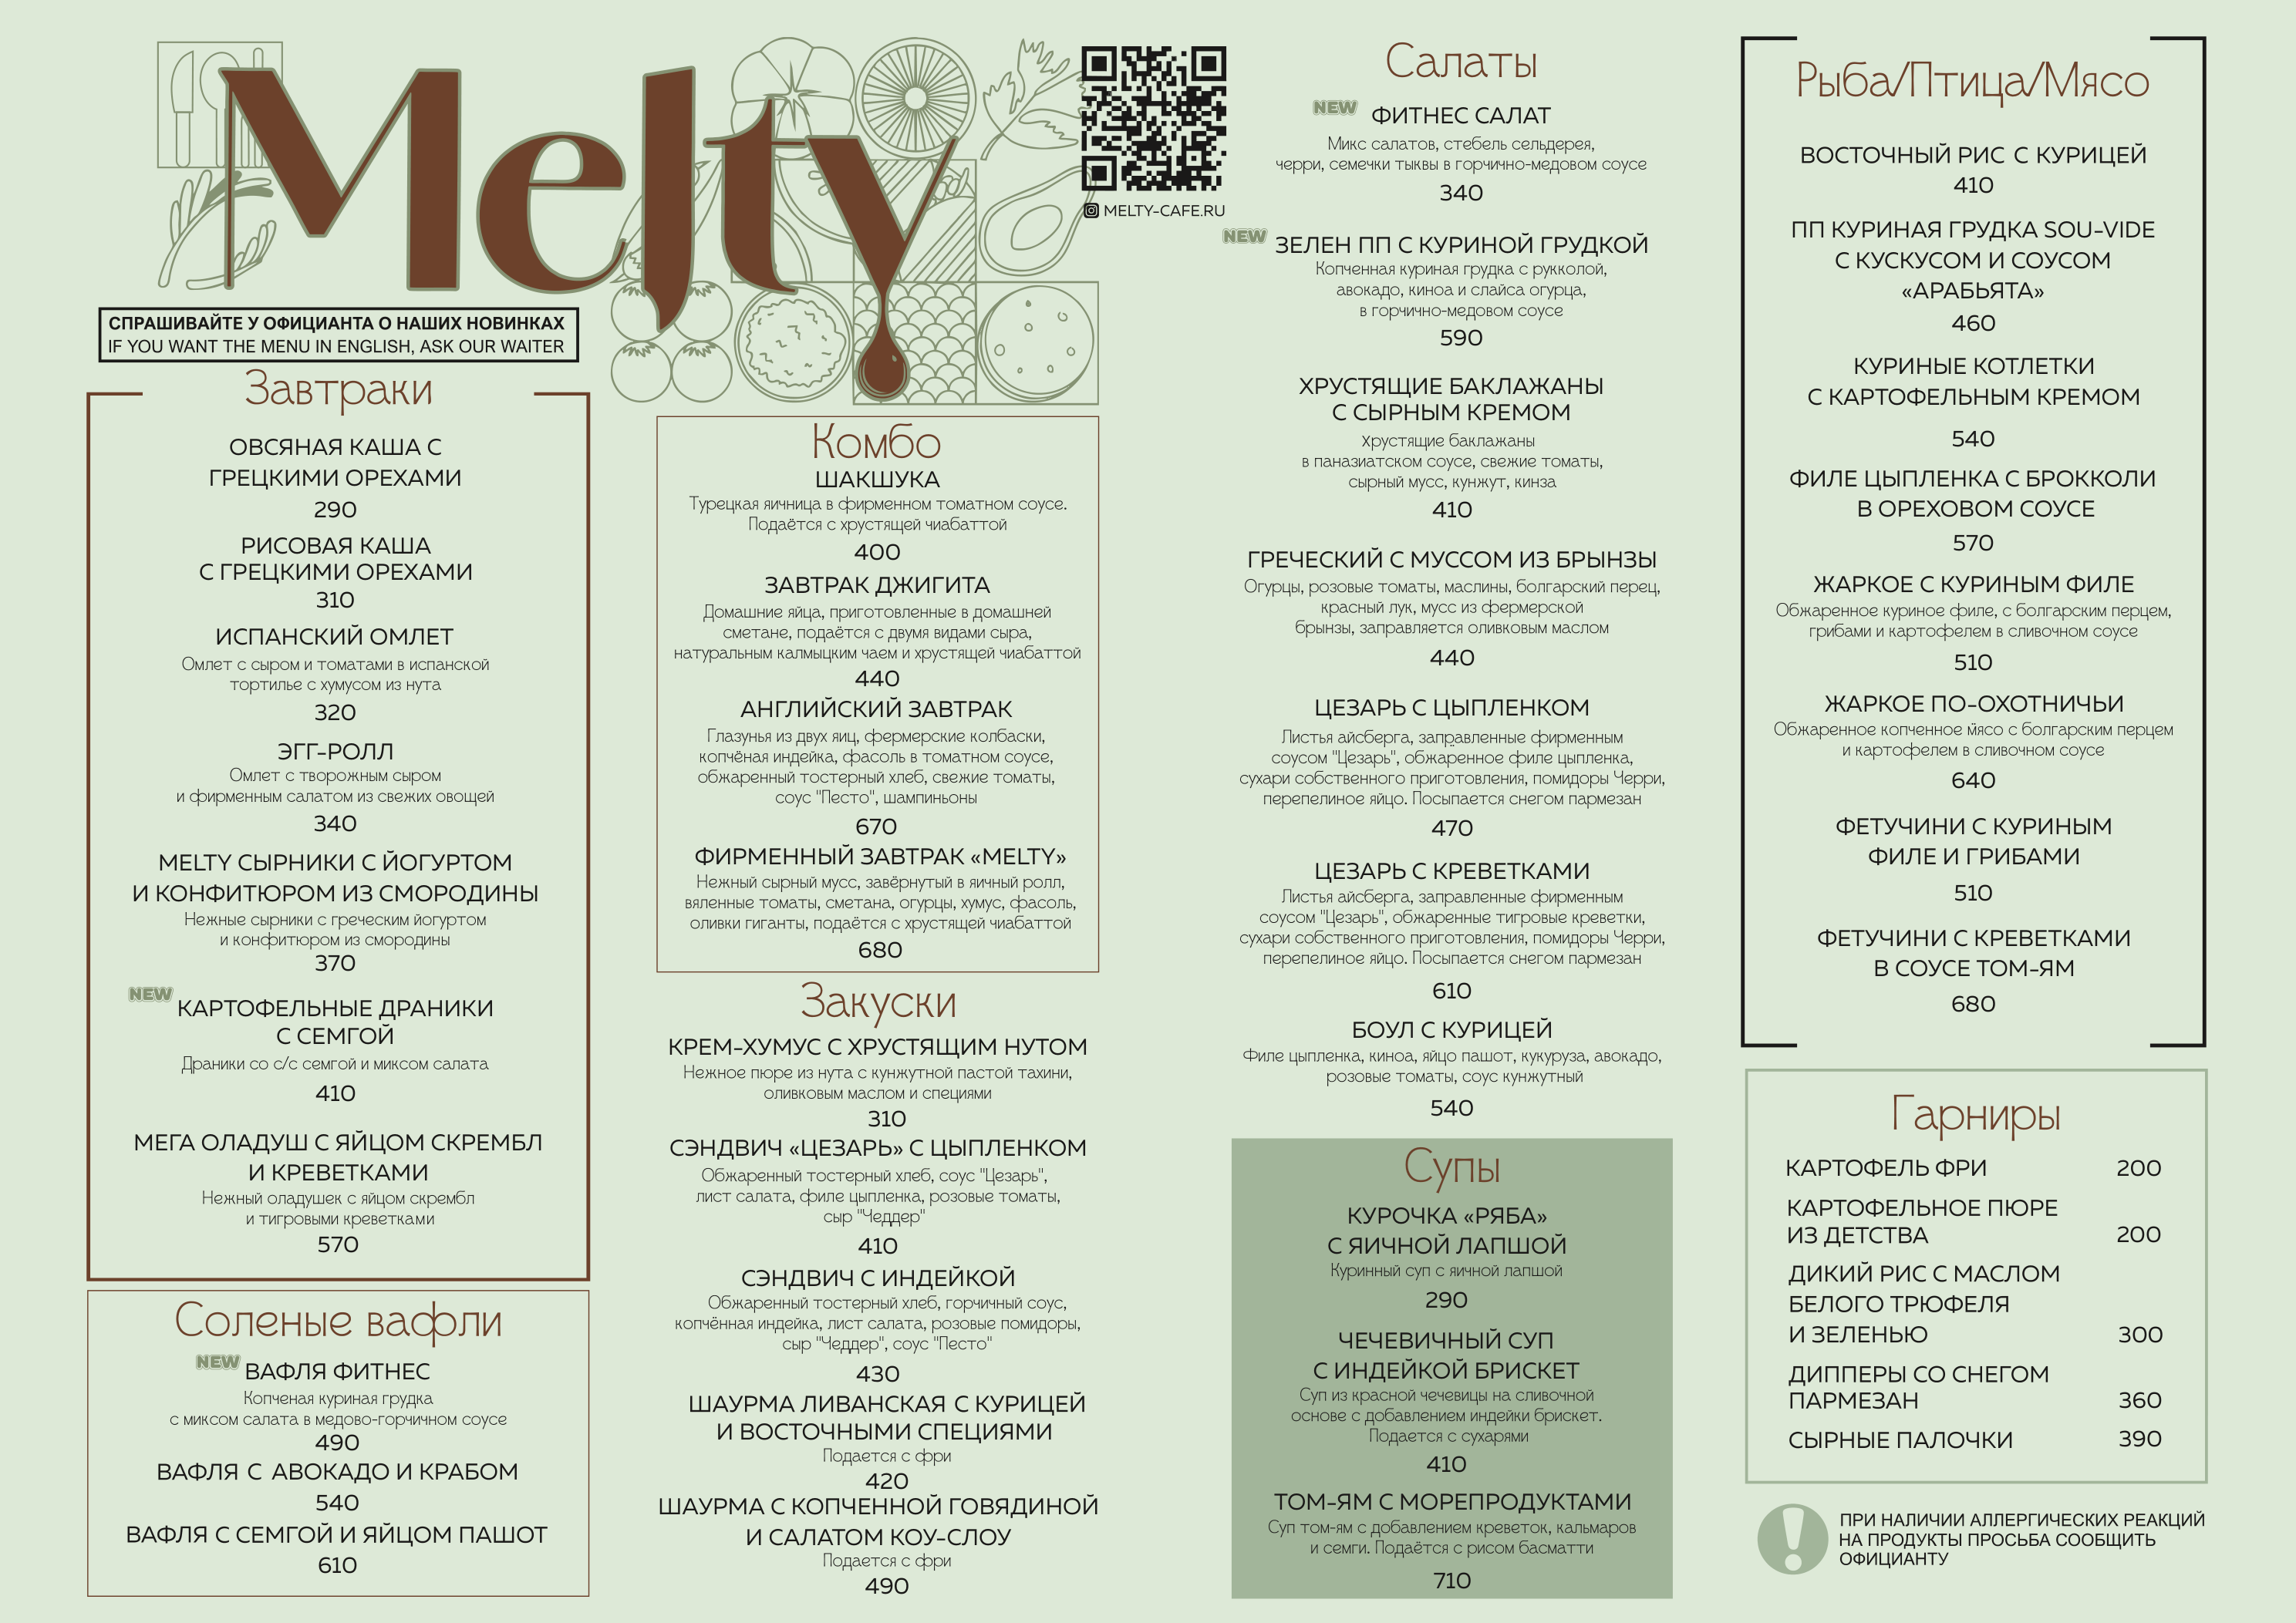 Melty
MELTY-CAFE.RU
СПРАШИВАЙТЕ У ОФИЦИАНТА О НАШИХ НОВИНКАХ
IF YOU WANT THE MENU IN ENGLISH, ASK OUR WAITER
Завтраки
ОВСЯНАЯ КАША С
ГРЕЦКИМИ ОРЕХАМИ
290
РИСОВАЯ КАША
С ГРЕЦКИМИ ОРЕХАМИ
310
ИСПАНСКИЙ ОМЛЕТ
Омлет с сыром и томатами в испанской
тортилье с хумусом из нута
320
ЭГГ-РОЛЛ
Омлет с творожным сыром
и фирменным салатом из свежих овощей
340
MELTY СЫРНИКИ С ЙОГУРТОМ
И КОНФИТЮРОМ ИЗ СМОРОДИНЫ
Нежные сырники с греческим йогуртом
и конфитюром из смородины
370
NEW
КАРТОФЕЛЬНЫЕ ДРАНИКИ
С СЕМГОЙ
Драники со с/с семгой и миксом салата
410
МЕГА ОЛАДУШ С ЯЙЦОМ СКРЕМБЛ
И КРЕВЕТКАМИ
Нежный оладушек с яйцом скрембл
и тигровыми креветками
570
Соленые вафли
NEW
ВАФЛЯ ФИТНЕС
Копченая куриная грудка
с миксом салата в медово-горчичном соусе
490
ВАФЛЯ С АВОКАДО И КРАБОМ
540
ВАФЛЯ С СЕМГОЙ И ЯЙЦОМ ПАШОТ
610
Комбо
ШАКШУКА
Турецкая яичница в фирменном томатном соусе.
Подаётся с хрустящей чиабаттой
400
ЗАВТРАК ДЖИГИТА
Домашние яйца, приготовленные в домашней
сметане, подаётся с двумя видами сыра,
натуральным калмыцким чаем и хрустящей чиабаттой
440
АНГЛИЙСКИЙ ЗАВТРАК
Глазунья из двух яиц, фермерские колбаски,
копчёная индейка, фасоль в томатном соусе,
обжаренный тостерный хлеб, свежие томаты,
соус "Песто", шампиньоны
670
ФИРМЕННЫЙ ЗАВТРАК «MELTY»
Нежный сырный мусс, завёрнутый в яичный ролл,
вяленные томаты, сметана, огурцы, хумус, фасоль,
оливки гиганты, подаётся с хрустящей чиабаттой
680
Закуски
КРЕМ-ХУМУС С ХРУСТЯЩИМ НУТОМ
Нежное пюре из нута с кунжутной пастой тахини,
оливковым маслом и специями
310
СЭНДВИЧ «ЦЕЗАРЬ» С ЦЫПЛЕНКОМ
Обжаренный тостерный хлеб, соус "Цезарь",
лист салата, филе цыпленка, розовые томаты,
сыр "Чеддер"
410
СЭНДВИЧ С ИНДЕЙКОЙ
Обжаренный тостерный хлеб, горчичный соус,
копчённая индейка, лист салата, розовые помидоры,
сыр "Чеддер", соус "Песто"
430
ШАУРМА ЛИВАНСКАЯ С КУРИЦЕЙ
И ВОСТОЧНЫМИ СПЕЦИЯМИ
Подается с фри
420
ШАУРМА С КОПЧЕННОЙ ГОВЯДИНОЙ
И САЛАТОМ КОУ-СЛОУ
Подается с фри
490
Салаты
NEW
ФИТНЕС САЛАТ
Микс салатов, стебель сельдерея,
черри, семечки тыквы в горчично-медовом соусе
340
NEW
ЗЕЛЕН ПП С КУРИНОЙ ГРУДКОЙ
Копченная куриная грудка с рукколой,
авокадо, киноа и слайса огурца,
в горчично-медовом соусе
590
ХРУСТЯЩИЕ БАКЛАЖАНЫ
С СЫРНЫМ КРЕМОМ
Хрустящие баклажаны
в паназиатском соусе, свежие томаты,
сырный мусс, кунжут, кинза
410
ГРЕЧЕСКИЙ С МУССОМ ИЗ БРЫНЗЫ
Огурцы, розовые томаты, маслины, болгарский перец,
красный лук, мусс из фермерской
брынзы, заправляется оливковым маслом
440
ЦЕЗАРЬ С ЦЫПЛЕНКОМ
Листья айсберга, заправленные фирменным
соусом "Цезарь", обжаренное филе цыпленка,
сухари собственного приготовления, помидоры Черри,
перепелиное яйцо. Посыпается снегом пармезан
470
ЦЕЗАРЬ С КРЕВЕТКАМИ
Листья айсберга, заправленные фирменным
соусом "Цезарь", обжаренные тигровые креветки,
сухари собственного приготовления, помидоры Черри,
перепелиное яйцо. Посыпается снегом пармезан
610
БОУЛ С КУРИЦЕЙ
Филе цыпленка, киноа, яйцо пашот, кукуруза, авокадо,
розовые томаты, соус кунжутный
540
Супы
КУРОЧКА «РЯБА»
С ЯИЧНОЙ ЛАПШОЙ
Куринный суп с яичной лапшой
290
ЧЕЧЕВИЧНЫЙ СУП
С ИНДЕЙКОЙ БРИСКЕТ
Суп из красной чечевицы на сливочной
основе с добавлением индейки брискет.
Подается с сухарями
410
ТОМ-ЯМ С МОРЕПРОДУКТАМИ
Суп том-ям с добавлением креветок, кальмаров
и семги. Подаётся с рисом басматти
710
Рыба/Птица/Мясо
ВОСТОЧНЫЙ РИС С КУРИЦЕЙ
410
ПП КУРИНАЯ ГРУДКА SOU-VIDE
С КУСКУСОМ И СОУСОМ
«АРАБЬЯТА»
460
КУРИНЫЕ КОТЛЕТКИ
С КАРТОФЕЛЬНЫМ КРЕМОМ
540
ФИЛЕ ЦЫПЛЕНКА С БРОККОЛИ
В ОРЕХОВОМ СОУСЕ
570
ЖАРКОЕ С КУРИНЫМ ФИЛЕ
Обжаренное куриное филе, с болгарским перцем,
грибами и картофелем в сливочном соусе
510
ЖАРКОЕ ПО-ОХОТНИЧЬИ
Обжаренное копченное мясо с болгарским перцем
и картофелем в сливочном соусе
640
ФЕТУЧИНИ С КУРИНЫМ
ФИЛЕ И ГРИБАМИ
510
ФЕТУЧИНИ С КРЕВЕТКАМИ
В СОУСЕ ТОМ-ЯМ
680
Гарниры
КАРТОФЕЛЬ ФРИ 200
КАРТОФЕЛЬНОЕ ПЮРЕ
ИЗ ДЕТСТВА 200
ДИКИЙ РИС С МАСЛОМ
БЕЛОГО ТРЮФЕЛЯ
И ЗЕЛЕНЬЮ 300
ДИППЕРЫ СО СНЕГОМ
ПАРМЕЗАН 360
СЫРНЫЕ ПАЛОЧКИ 390
ПРИ НАЛИЧИИ АЛЛЕРГИЧЕСКИХ РЕАКЦИЙ
НА ПРОДУКТЫ ПРОСЬБА СООБЩИТЬ
ОФИЦИАНТУ